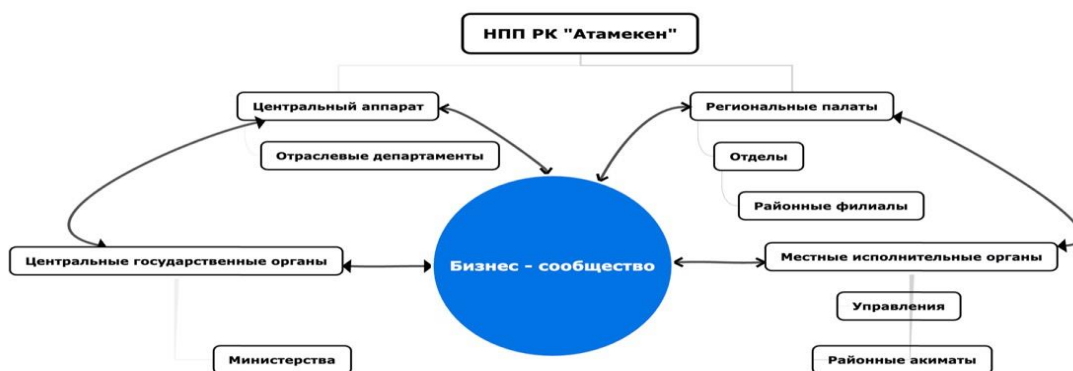 НПП РК "Атамекен"
Центральный аппарат
Региональные палаты
Отраслевые департаменты
Отделы
Районные филиалы
Центральные государственные органы
Бизнес – сообщество
Местные исполнительные органы
Управления
Министерства
Районные акиматы